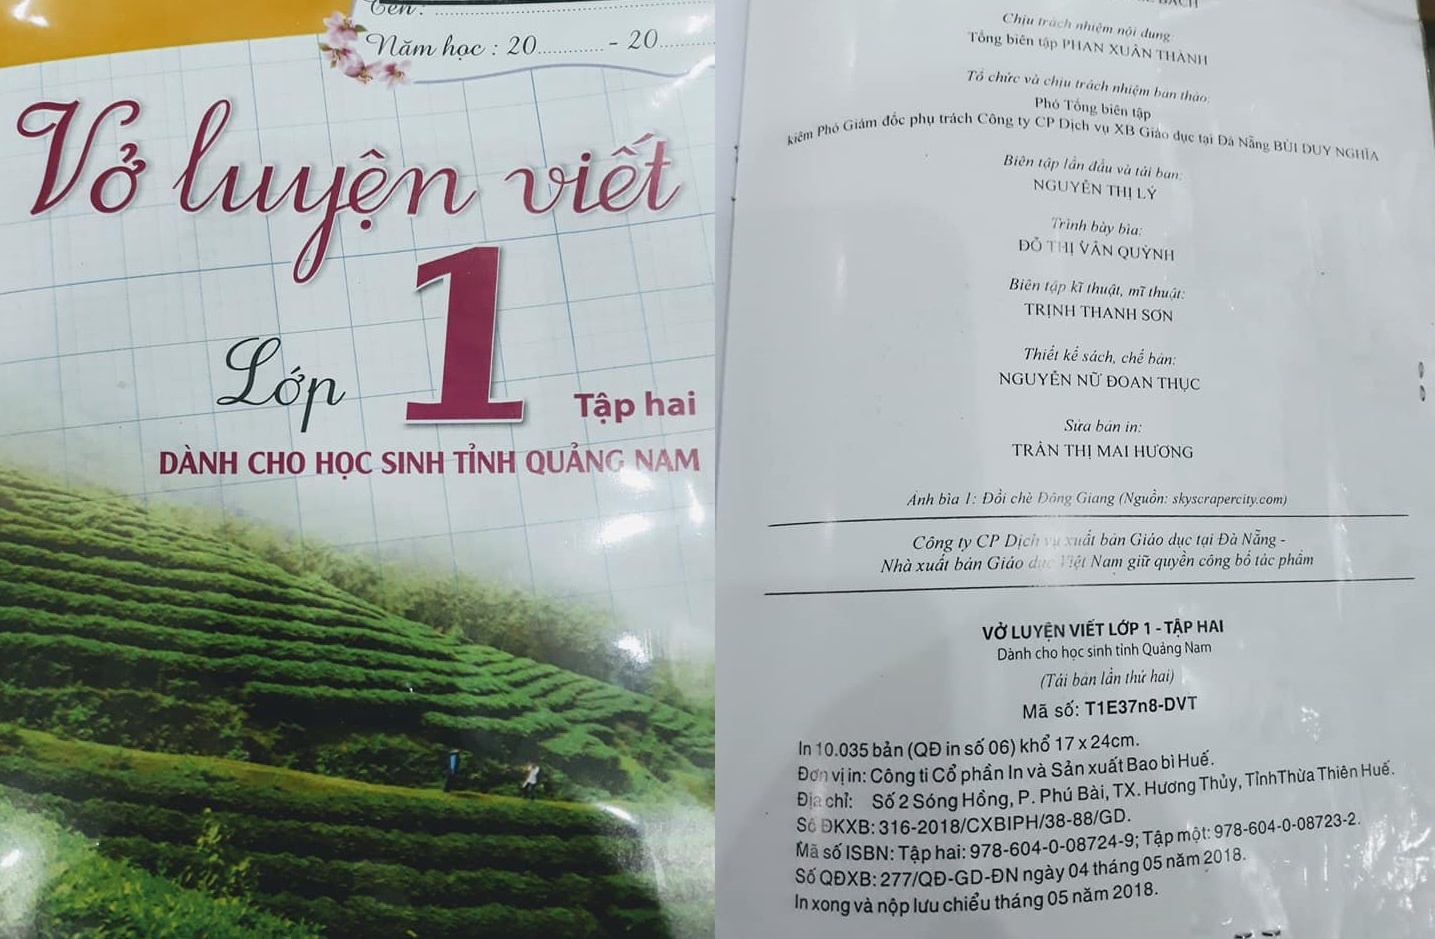 Tên: ....................
Năm học : 20............ - 20............
Vở luyện viết
Lớp 1
Tập hai
DÀNH CHO HỌC SINH TỈNH QUẢNG NAM
BÁCH
Chịu trách nhiệm nội dung:
Tổng biên tập PHAN XUÂN THÀNH
Tổ chức và chịu trách nhiệm bản thảo:
Phó Tổng biên tập
kiêm Phó Giám đốc phụ trách Công ty CP Dịch vụ XB Giáo dục tại Đà Nẵng BÙI DUY NGHĨA
Biên tập lần đầu và tái bản:
NGUYỄN THỊ LÝ
Trình bày bìa:
ĐỖ THỊ VÂN QUỲNH
Biên tập kĩ thuật, mĩ thuật:
TRỊNH THANH SƠN
Thiết kế sách, chế bản:
NGUYỄN NỮ ĐOAN THỤC
Sửa bản in:
TRẦN THỊ MAI HƯƠNG
Ảnh bìa 1: Đồi chè Đông Giang (Nguồn: skyscrapercity.com)
Công ty CP Dịch vụ xuất bản Giáo dục tại Đà Nẵng -
Nhà xuất bản Giáo dục Việt Nam giữ quyền công bố tác phẩm
VỞ LUYỆN VIẾT LỚP 1 - TẬP HAI
Dành cho học sinh tỉnh Quảng Nam
(Tái bản lần thứ hai)
Mã số: T1E37n8-DVT
In 10.035 bản (QĐ in số 06) khổ 17 x 24cm.
Đơn vị in: Công ti Cổ phần In và Sản xuất Bao bì Huế.
Địa chỉ: Số 2 Sóng Hồng, P. Phú Bài, TX. Hương Thủy, Tỉnh Thừa Thiên Huế.
Số ĐKXB: 316-2018/CXBIPH/38-88/GD.
Mã số ISBN: Tập hai: 978-604-0-08724-9; Tập một: 978-604-0-08723-2.
Số QĐXB: 277/QĐ-GD-ĐN ngày 04 tháng 05 năm 2018.
In xong và nộp lưu chiểu tháng 05 năm 2018.